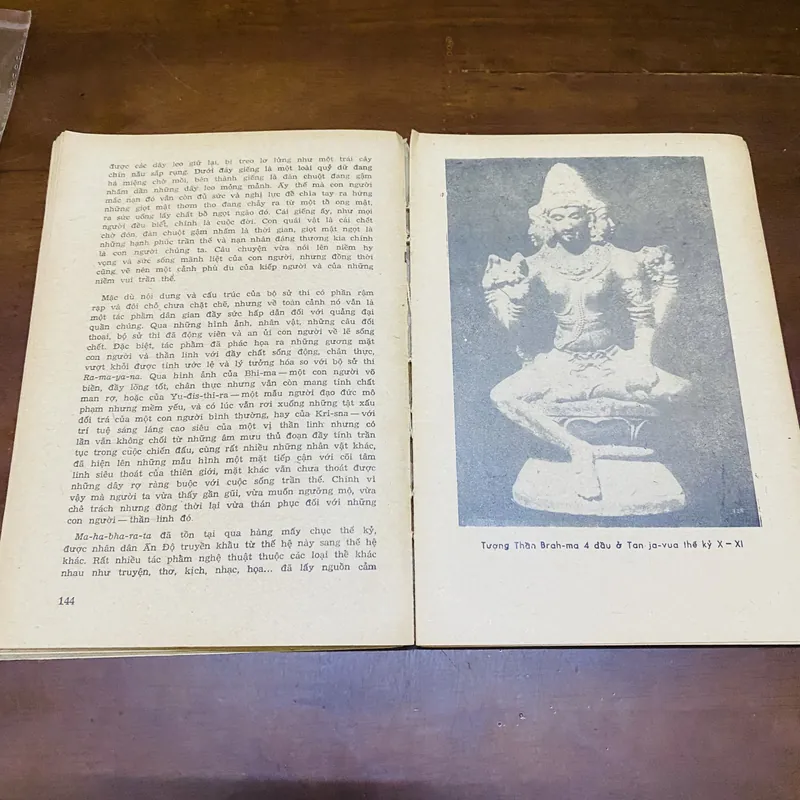 được các dây leo giữ lại, bị treo lơ lửng như một trái cây
chín nẫu sắp rụng. Dưới đáy giếng là một loài quỷ dữ đang
há miệng chờ mồi, bên thành giếng là đàn chuột đang gậm
nhấm dần những dây leo mỏng mảnh. Ấy thế mà con người
mắc nạn đó vẫn còn đủ sức và nghị lực để chìa tay ra hứng
những giọt mật thơm tho đang chảy ra từ một tổ ong mật,
ra sức uống lấy chất bổ ngọt ngào đó. Cái giếng ấy, như mọi
người đều biết, chính là cuộc đời. Con quái vật là cái chết
chờ đón, đàn chuột gậm nhấm là thời gian, giọt mật ngọt là
những hạnh phúc trần thế và nạn nhân đáng thương kia chính
là con người chúng ta. Câu chuyện vừa nói lên niềm hy
vọng và sức sống mãnh liệt của con người, nhưng đồng thời
cũng vẽ nên một cảnh phù du của kiếp người và của những
niềm vui trần thế.
Mặc dù nội dung và cấu trúc của bộ sử thi có phần rậm
rạp và đôi chỗ chưa chặt chẽ, nhưng về toàn cảnh nó vẫn là
một tác phẩm dân gian đầy sức hấp dẫn đối với quảng đại
quần chúng. Qua những hình ảnh, nhân vật, những câu đối
thoại, bộ sử thi đã động viên và an ủi con người về lẽ sống
chết. Đặc biệt, tác phẩm đã phác họa ra những gương mặt
con người và thần linh với đầy chất sống động, chân thực,
vượt khỏi được tính ước lệ và lý tưởng hóa so với bộ sử thi
Ra-ma-ya-na. Qua hình ảnh của Bhi-ma — một con người võ
biền, đầy lòng tốt, chân thực nhưng vẫn còn mang tính chất
man rợ, hoặc của Yu-đis-thi-ra — một mẫu người đạo đức mô
phạm nhưng mềm yếu, và có lúc vẫn rơi xuống những tật xấu
đối trá của một con người bình thường, hay của Kri-sna — với
trí tuệ sáng láng cao siêu của một vị thần linh nhưng có
lần vẫn không chối từ những âm mưu thủ đoạn đầy tính trần
tục trong cuộc chiến đấu, cùng rất nhiều những nhân vật khác,
đã hiện lên những mẫu hình một mặt tiếp cận với cõi tâm
linh siêu thoát của thiên giới, mặt khác vẫn chưa thoát được
những dây rợ ràng buộc với cuộc sống trần thế. Chính vì
vậy mà người ta vừa thấy gần gũi, vừa muốn ngưỡng mộ, vừa
chê trách nhưng đồng thời lại vừa thán phục đối với những
con người — thần linh đó.
Ma-ha-bha-ra-ta đã tồn tại qua hàng mấy chục thế kỷ,
được nhân dân Ấn Độ truyền khẩu từ thế hệ này sang thế hệ
khác. Rất nhiều tác phẩm nghệ thuật thuộc các loại thể khác
nhau như truyện, thơ, kịch, nhạc, họa... đã lấy nguồn cảm
144
Tượng Thần Brah-ma 4 đầu ở Tan ja-vua thế kỷ X — XI